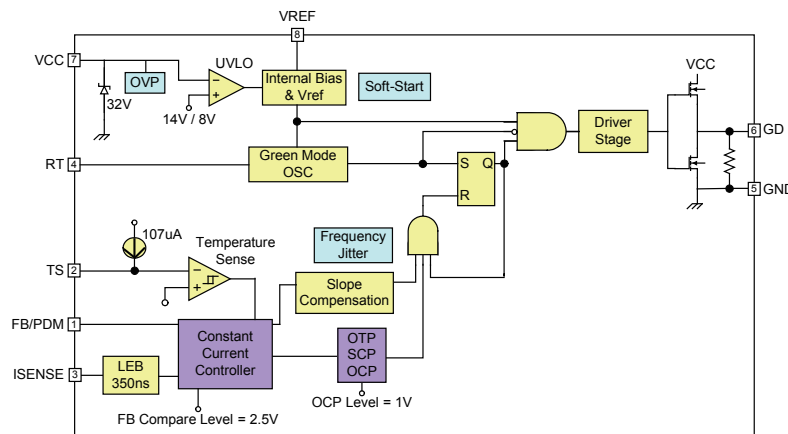 VREF
8
VCC
7
UVLO
OVP
Internal Bias
& Vref
Soft-Start
32V
14V / 8V
VCC
Driver
Stage
6
GD
RT
4
Green Mode
OSC
S
Q
R
5
GND
107uA
Temperature
Sense
Frequency
Jitter
TS
2
Slope
Compensation
FB/PDM
1
Constant
Current
Controller
OTP
SCP
OCP
ISENSE
3
LEB
350ns
OCP Level = 1V
FB Compare Level = 2.5V